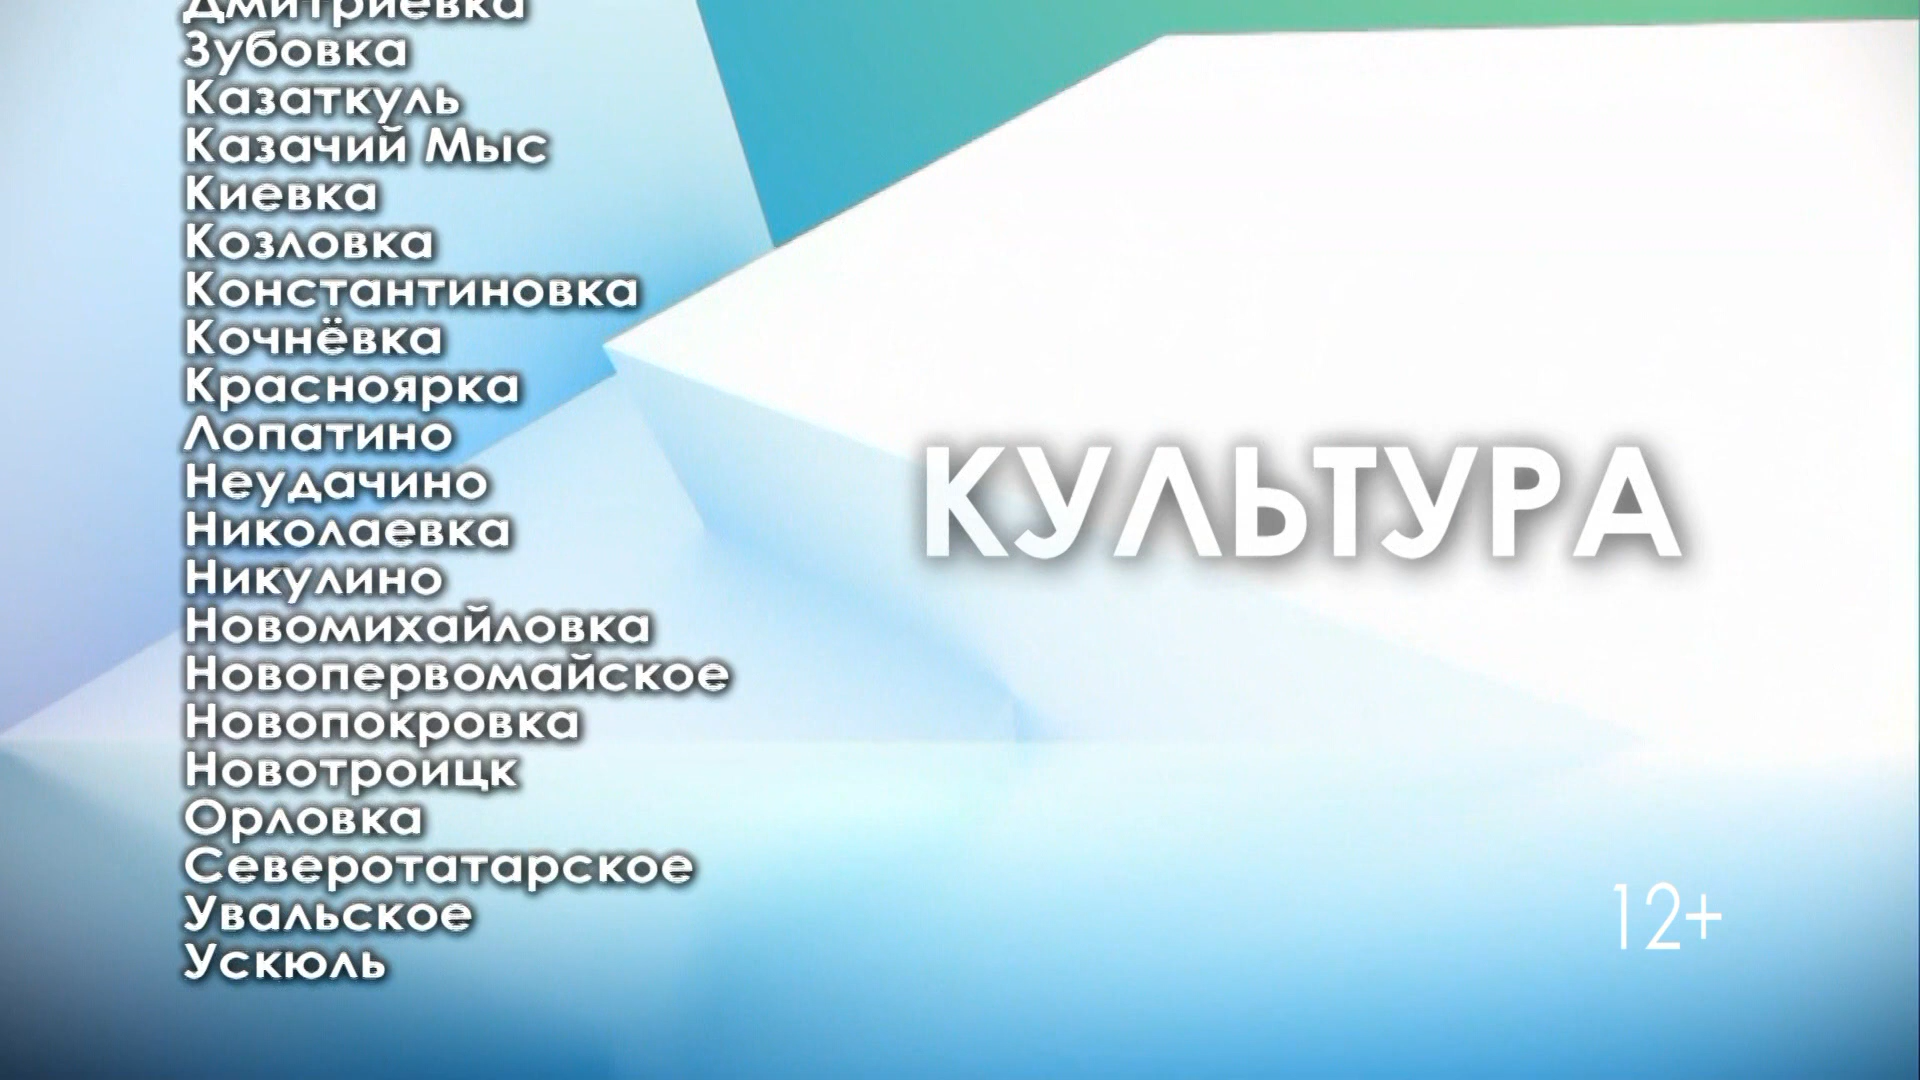 Дмитриевка
Зубовка
Казаткуль
Казачий Мыс
Киевка
Козловка
Константиновка
Кочнёвка
Красноярка
Лопатино
Неудачино
Николаевка
Никулино
Новомихайловка
Новопервомайское
Новопокровка
Новотроицк
Орловка
Северотатарское
Увальское
Ускюль
КУЛЬТУРА
12+